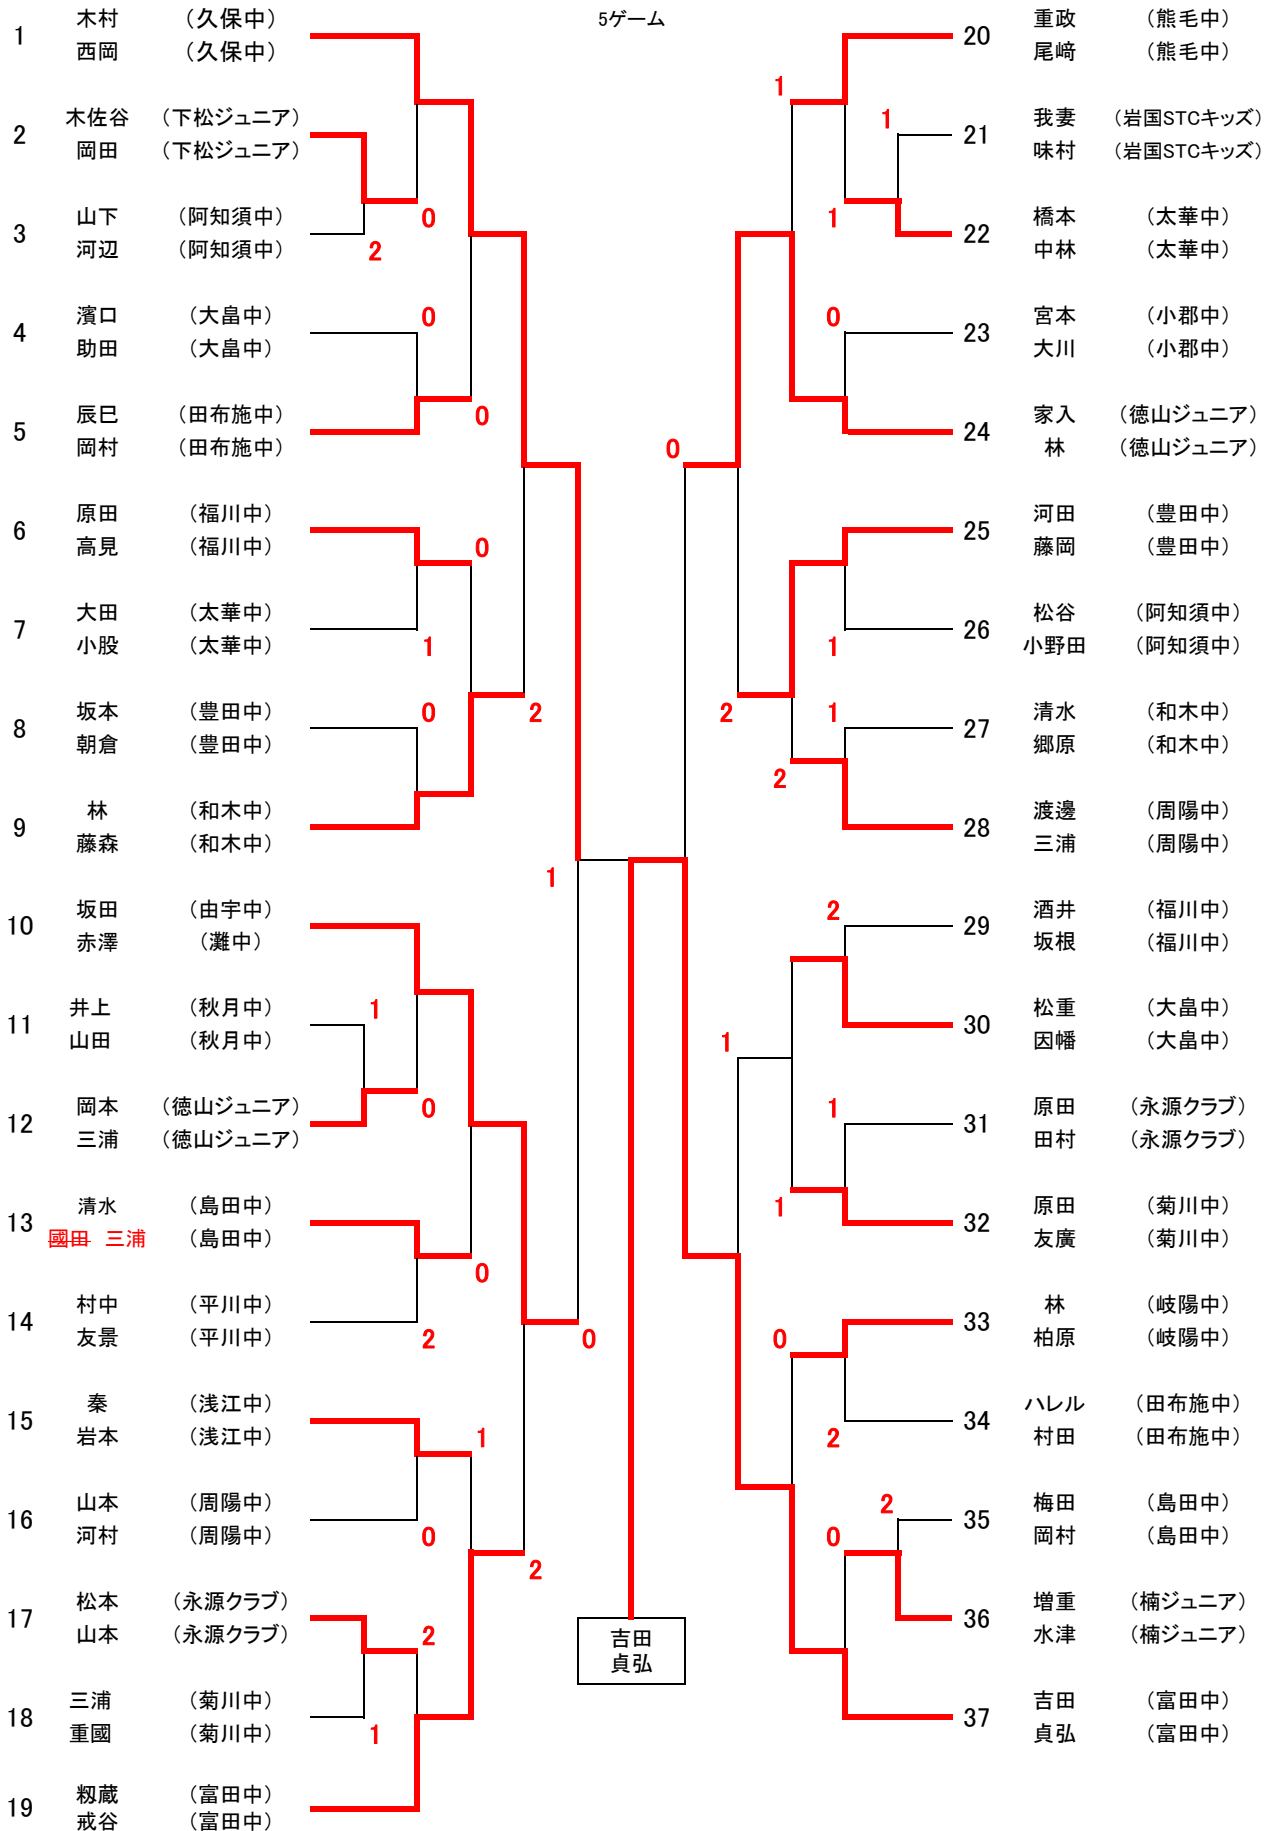 5ゲーム
1 木村 （久保中）
西岡 （久保中）
2 木佐谷 （下松ジュニア）
岡田 （下松ジュニア）
3 山下 （阿知須中）
河辺 （阿知須中）
4 濱口 （大畠中）
助田 （大畠中）
5 辰巳 （田布施中）
岡村 （田布施中）
6 原田 （福川中）
高見 （福川中）
7 大田 （太華中）
小股 （太華中）
8 坂本 （豊田中）
朝倉 （豊田中）
9 林 （和木中）
藤森 （和木中）
10 坂田 （由宇中）
赤澤 （灘中）
11 井上 （秋月中）
山田 （秋月中）
12 岡本 （徳山ジュニア）
三浦 （徳山ジュニア）
13 清水 （島田中）
國田 三浦 （島田中）
14 村中 （平川中）
友景 （平川中）
15 秦 （浅江中）
岩本 （浅江中）
16 山本 （周陽中）
河村 （周陽中）
17 松本 （永源クラブ）
山本 （永源クラブ）
18 三浦 （菊川中）
重國 （菊川中）
19 籾蔵 （富田中）
戒谷 （富田中）
2
0
0
0
0
1
0
2
1
1
0
0
2
0
1
0
2
2
1
吉田
貞弘
1
1
1
0
0
1
2
1
2
2
1
1
1
0
2
2
0
20 重政 （熊毛中）
尾﨑 （熊毛中）
21 我妻 （岩国STCキッズ）
味村 （岩国STCキッズ）
22 橋本 （太華中）
中林 （太華中）
23 宮本 （小郡中）
大川 （小郡中）
24 家入 （徳山ジュニア）
林 （徳山ジュニア）
25 河田 （豊田中）
藤岡 （豊田中）
26 松谷 （阿知須中）
小野田 （阿知須中）
27 清水 （和木中）
郷原 （和木中）
28 渡邊 （周陽中）
三浦 （周陽中）
29 酒井 （福川中）
坂根 （福川中）
30 松重 （大畠中）
因幡 （大畠中）
31 原田 （永源クラブ）
田村 （永源クラブ）
32 原田 （菊川中）
友廣 （菊川中）
33 林 （岐陽中）
柏原 （岐陽中）
34 ハレル （田布施中）
村田 （田布施中）
35 梅田 （島田中）
岡村 （島田中）
36 増重 （楠ジュニア）
水津 （楠ジュニア）
37 吉田 （富田中）
貞弘 （富田中）